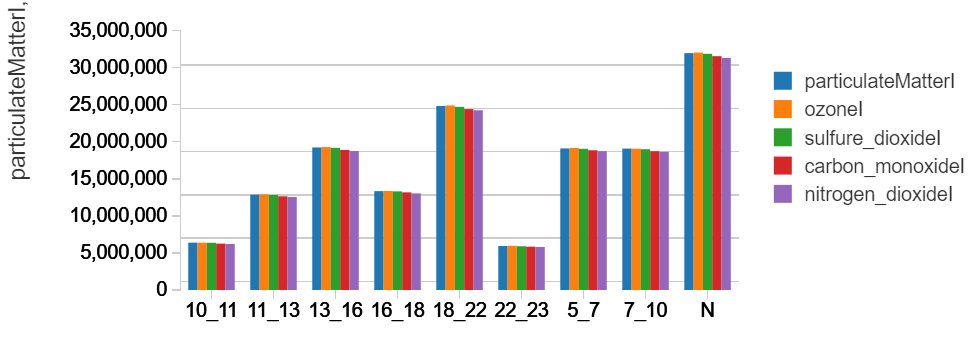 particulateMatterI,
35,000,000
30,000,000
25,000,000
20,000,000
15,000,000
10,000,000
5,000,000
0
10_11 11_13 13_16 16_18 18_22 22_23 5_7 7_10 N
particulateMatterI
ozoneI
sulfure_dioxideI
carbon_monoxideI
nitrogen_dioxideI